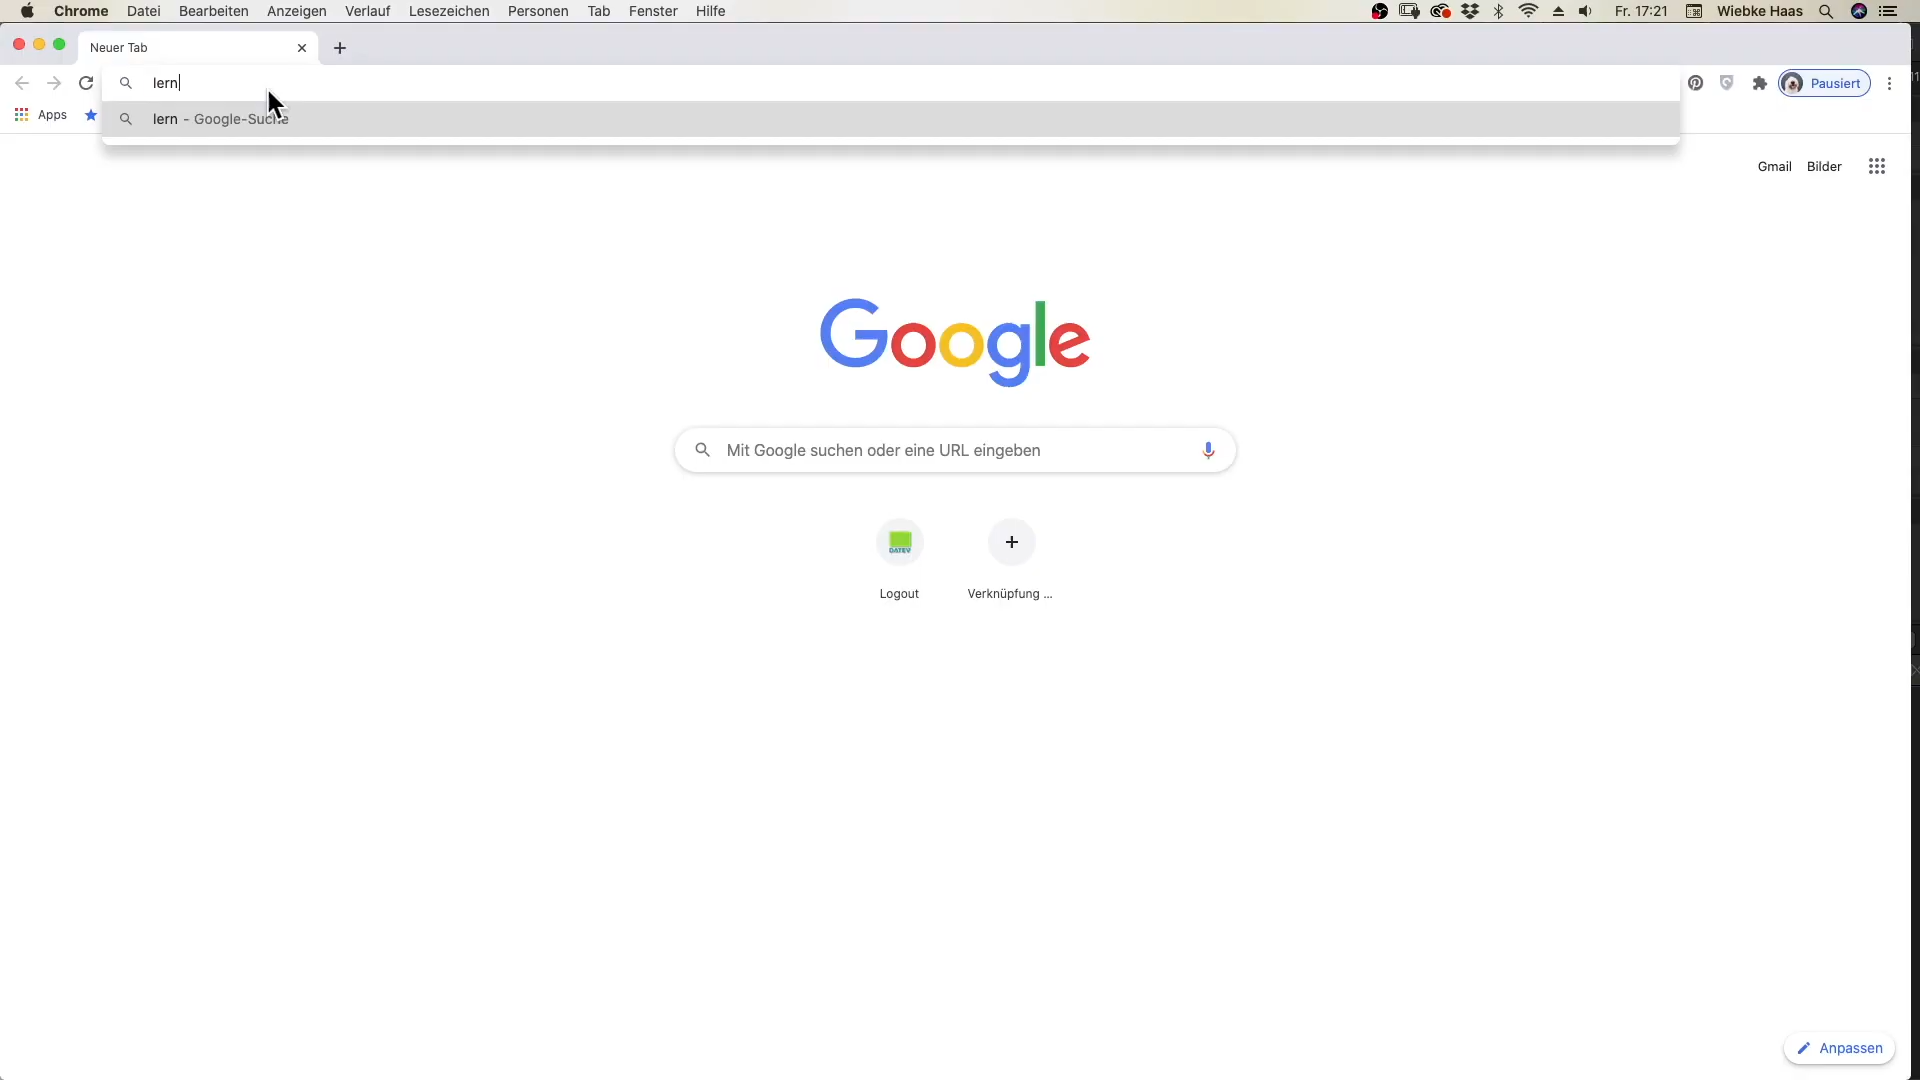 Chrome Datei Bearbeiten Anzeigen Verlauf Lesezeichen Personen Tab Fenster Hilfe Fr. 17:21 Wiebke Haas
Neuer Tab
lern Pausiert
Apps lern - Google-Suche
Gmail Bilder
Google
Mit Google suchen oder eine URL eingeben
DATEV
Logout Verknüpfung ...
Anpassen